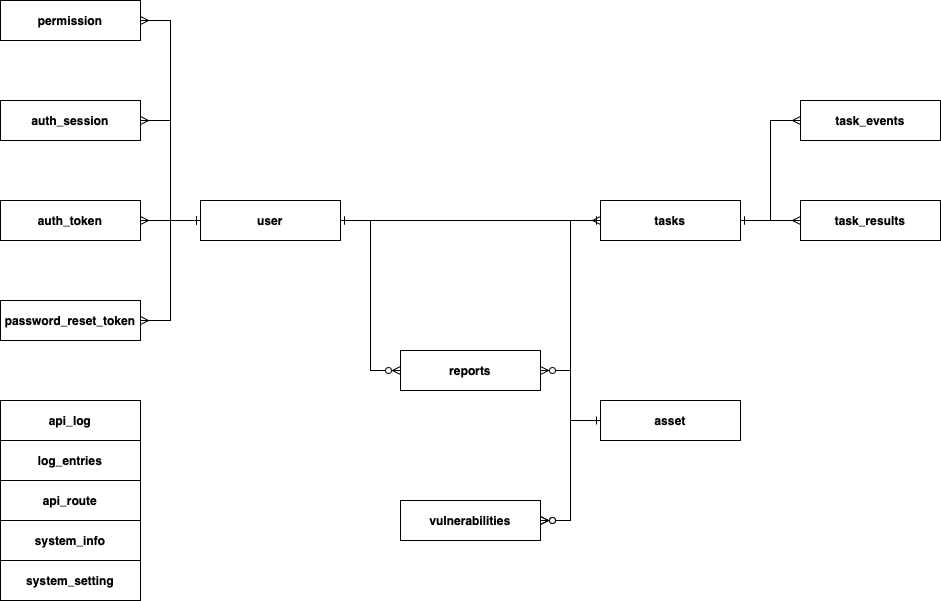 permission
auth_session
task_events
auth_token
user
tasks
task_results
password_reset_token
reports
api_log
asset
log_entries
api_route
vulnerabilities
system_info
system_setting